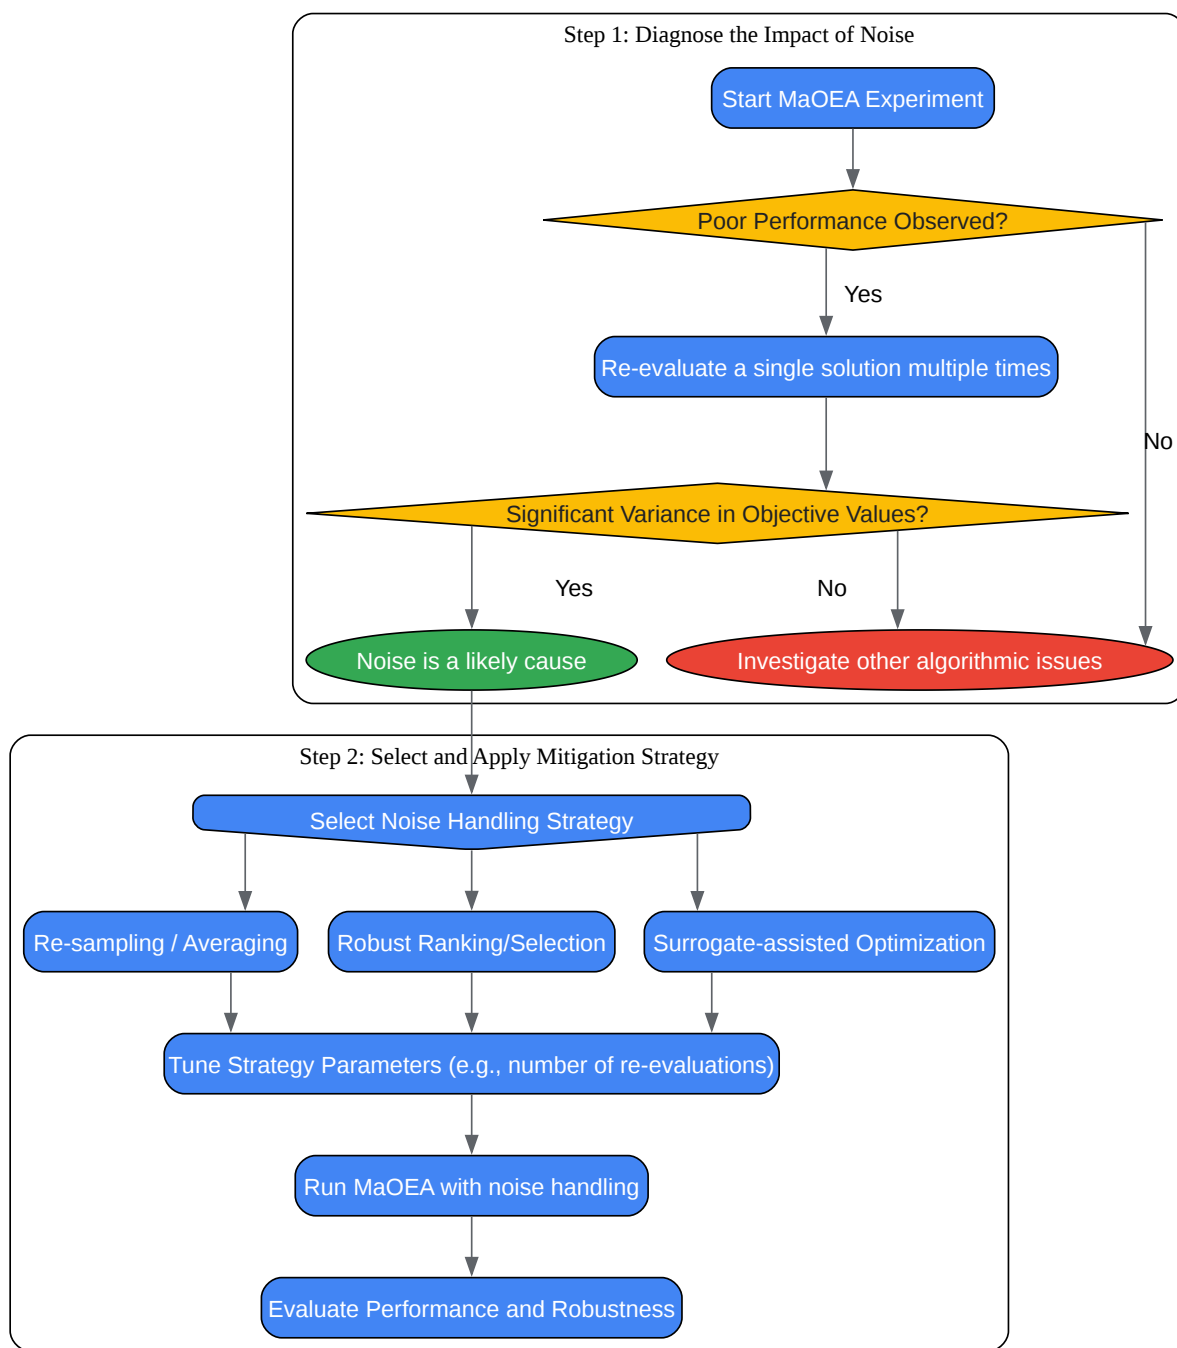 Step 1: Diagnose the Impact of Noise
Start MaOEA Experiment
Poor Performance Observed?
Yes
Re-evaluate a single solution multiple times
No
Significant Variance in Objective Values?
Yes
No
Noise is a likely cause
Investigate other algorithmic issues
Step 2: Select and Apply Mitigation Strategy
Select Noise Handling Strategy
Re-sampling / Averaging
Robust Ranking/Selection
Surrogate-assisted Optimization
Tune Strategy Parameters (e.g., number of re-evaluations)
Run MaOEA with noise handling
Evaluate Performance and Robustness